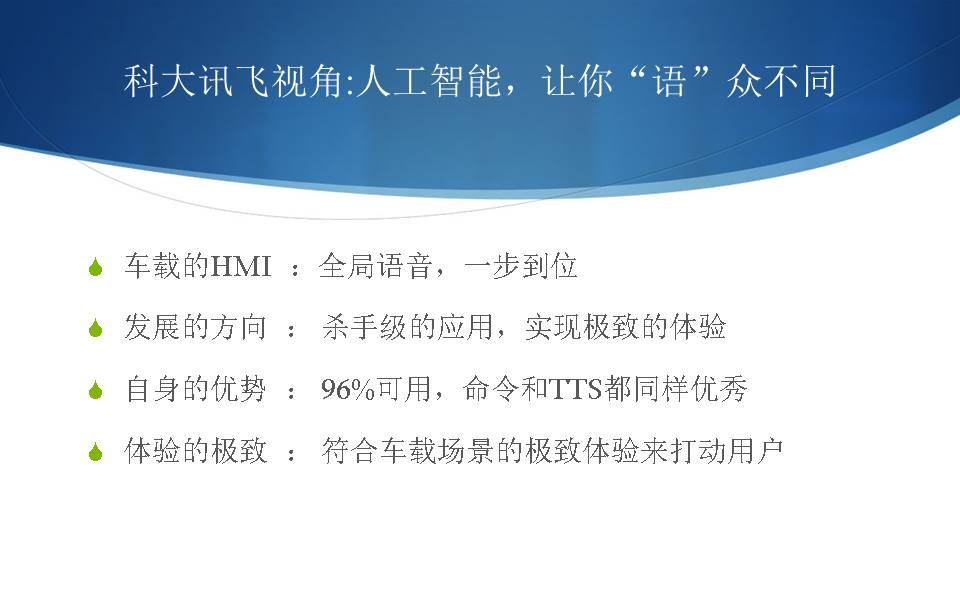 科大讯飞视角:人工智能，让你“语”众不同
车载的HMI ：全局语音，一步到位
发展的方向 ： 杀手级的应用，实现极致的体验
自身的优势 ： 96%可用，命令和TTS都同样优秀
体验的极致 ： 符合车载场景的极致体验来打动用户